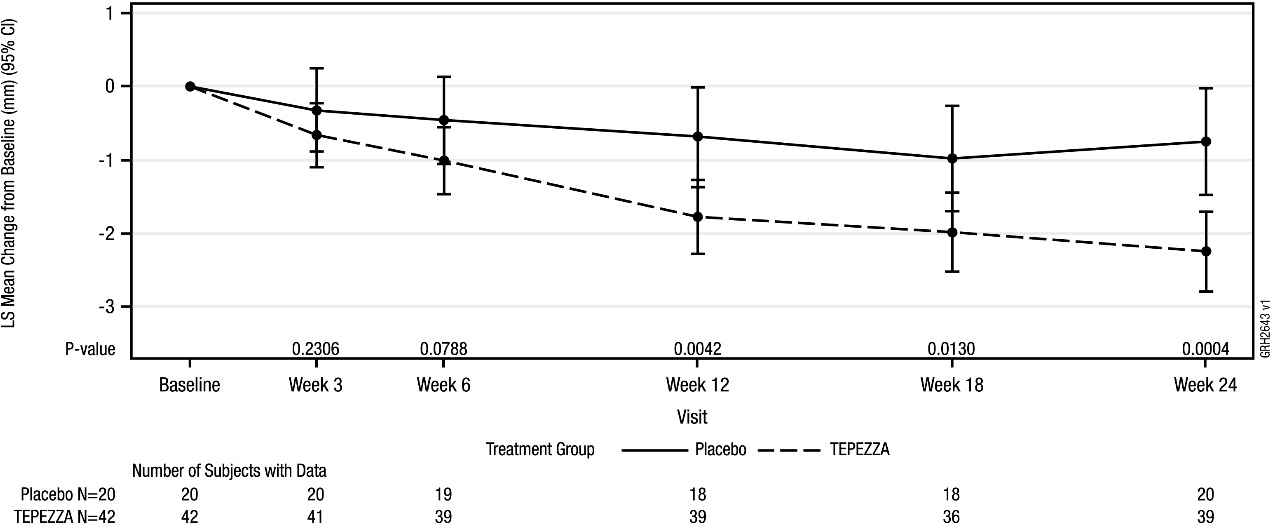 LS Mean Change from Baseline (mm) (95% CI)
1
0
-1
-2
-3
P-value 0.2306 0.0788 0.0042 0.0130 0.0004
GRH2643 v1
Baseline Week 3 Week 6 Week 12 Week 18 Week 24
Visit
Treatment Group Placebo TEPEZZA
Number of Subjects with Data
Placebo N=20 20 20 19 18 18 20
TEPEZZA N=42 42 41 39 39 36 39